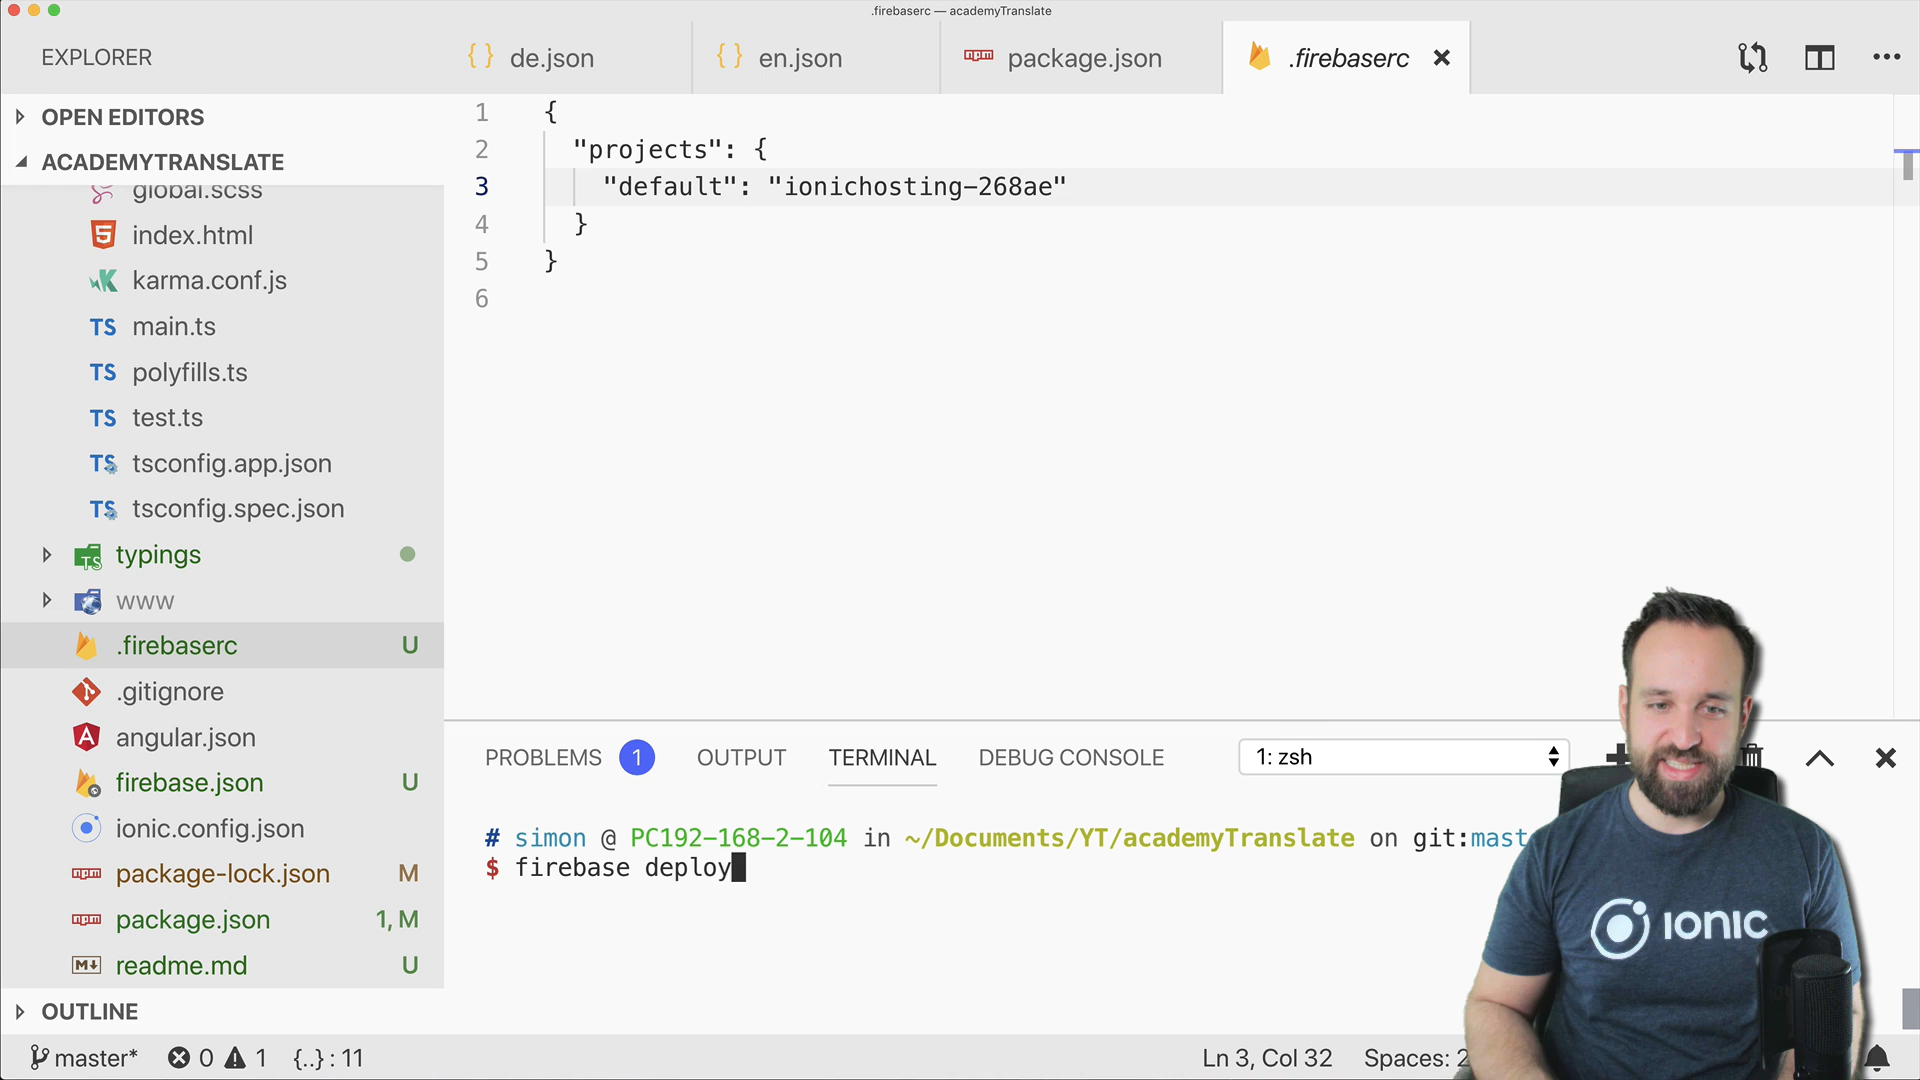 .firebaserc — academyTranslate
EXPLORER
{} de.json
{} en.json
package.json
.firebaserc
OPEN EDITORS
ACADEMYTRANSLATE
global.scss
index.html
karma.conf.js
TS main.ts
TS polyfills.ts
TS test.ts
TS tsconfig.app.json
TS tsconfig.spec.json
typings
www
.firebaserc U
.gitignore
angular.json
firebase.json U
ionic.config.json
package-lock.json M
package.json 1, M
readme.md U
OUTLINE
1 {
2 "projects": {
3 "default": "ionichosting-268ae"
4 }
5 }
6
PROBLEMS 1 OUTPUT TERMINAL DEBUG CONSOLE 1: zsh
# simon @ PC192-168-2-104 in ~/Documents/YT/academyTranslate on git:mast
$ firebase deploy
IONIC
master* 0 1 {..} : 11 Ln 3, Col 32 Spaces: 2